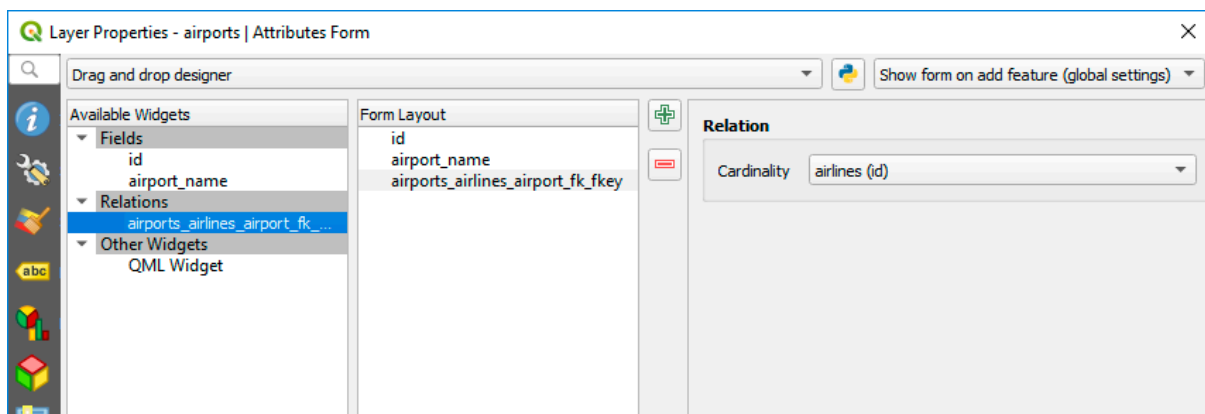 Layer Properties - airports | Attributes Form
Drag and drop designer
Show form on add feature (global settings)
Available Widgets
Fields
id
airport_name
Relations
airports_airlines_airport_fk_...
Other Widgets
QML Widget
Form Layout
id
airport_name
airports_airlines_airport_fk_fkey
Relation
Cardinality airlines (id)
abc